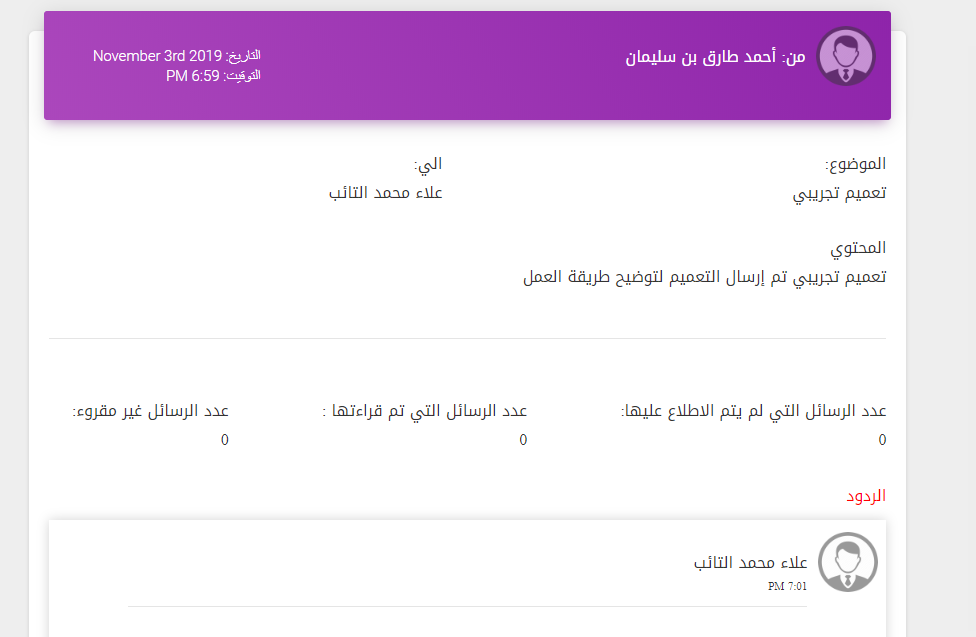 من: أحمد طارق بن سليمان
التاريخ: November 3rd 2019
التوقيت: 6:59 PM
الموضوع:
تعميم تجريبي
الي:
علاء محمد التائب
المحتوي
تعميم تجريبي تم إرسال التعميم لتوضيح طريقة العمل
عدد الرسائل التي لم يتم الاطلاع عليها:
0
عدد الرسائل التي تم قراءتها :
0
عدد الرسائل غير مقروء:
0
الردود
علاء محمد التائب
7:01 PM